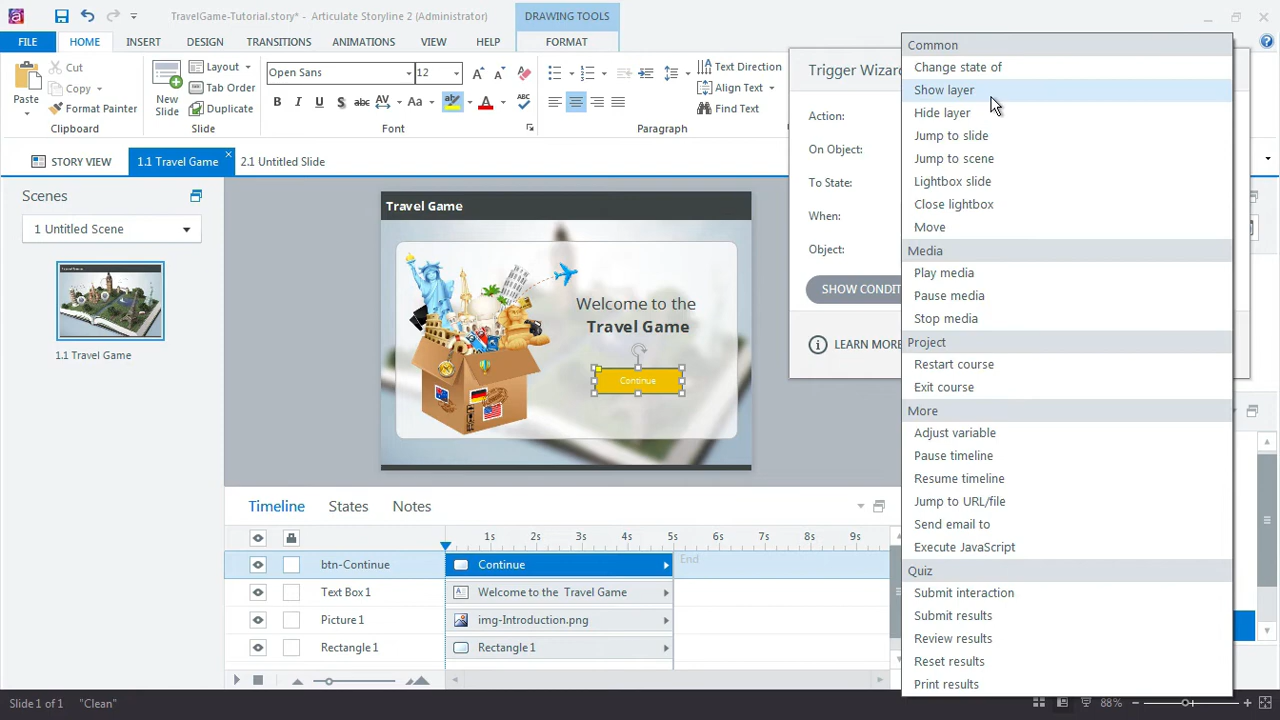 TravelGame-Tutorial.story* - Articulate Storyline 2 (Administrator)
DRAWING TOOLS
FILE
HOME
INSERT
DESIGN
TRANSITIONS
ANIMATIONS
VIEW
HELP
FORMAT
Paste
Cut
Copy
Format Painter
Clipboard
New Slide
Layout
Tab Order
Duplicate
Slide
Open Sans
12
B I U S abc AV Aa
Font
Text Direction
Align Text
Find Text
Paragraph
STORY VIEW
1.1 Travel Game
2.1 Untitled Slide
Scenes
1 Untitled Scene
1.1 Travel Game
Travel Game
Welcome to the
Travel Game
Continue
Trigger Wizard
Action:
On Object:
To State:
When:
Object:
SHOW CONDIT
LEARN MORE
Common
Change state of
Show layer
Hide layer
Jump to slide
Jump to scene
Lightbox slide
Close lightbox
Move
Media
Play media
Pause media
Stop media
Project
Restart course
Exit course
More
Adjust variable
Pause timeline
Resume timeline
Jump to URL/file
Send email to
Execute JavaScript
Quiz
Submit interaction
Submit results
Review results
Reset results
Print results
Timeline
States
Notes
1s 2s 3s 4s 5s 6s 7s 8s 9s
btn-Continue
Continue
End
Text Box 1
Welcome to the Travel Game
Picture 1
img-Introduction.png
Rectangle 1
Rectangle 1
Slide 1 of 1
"Clean"
88%